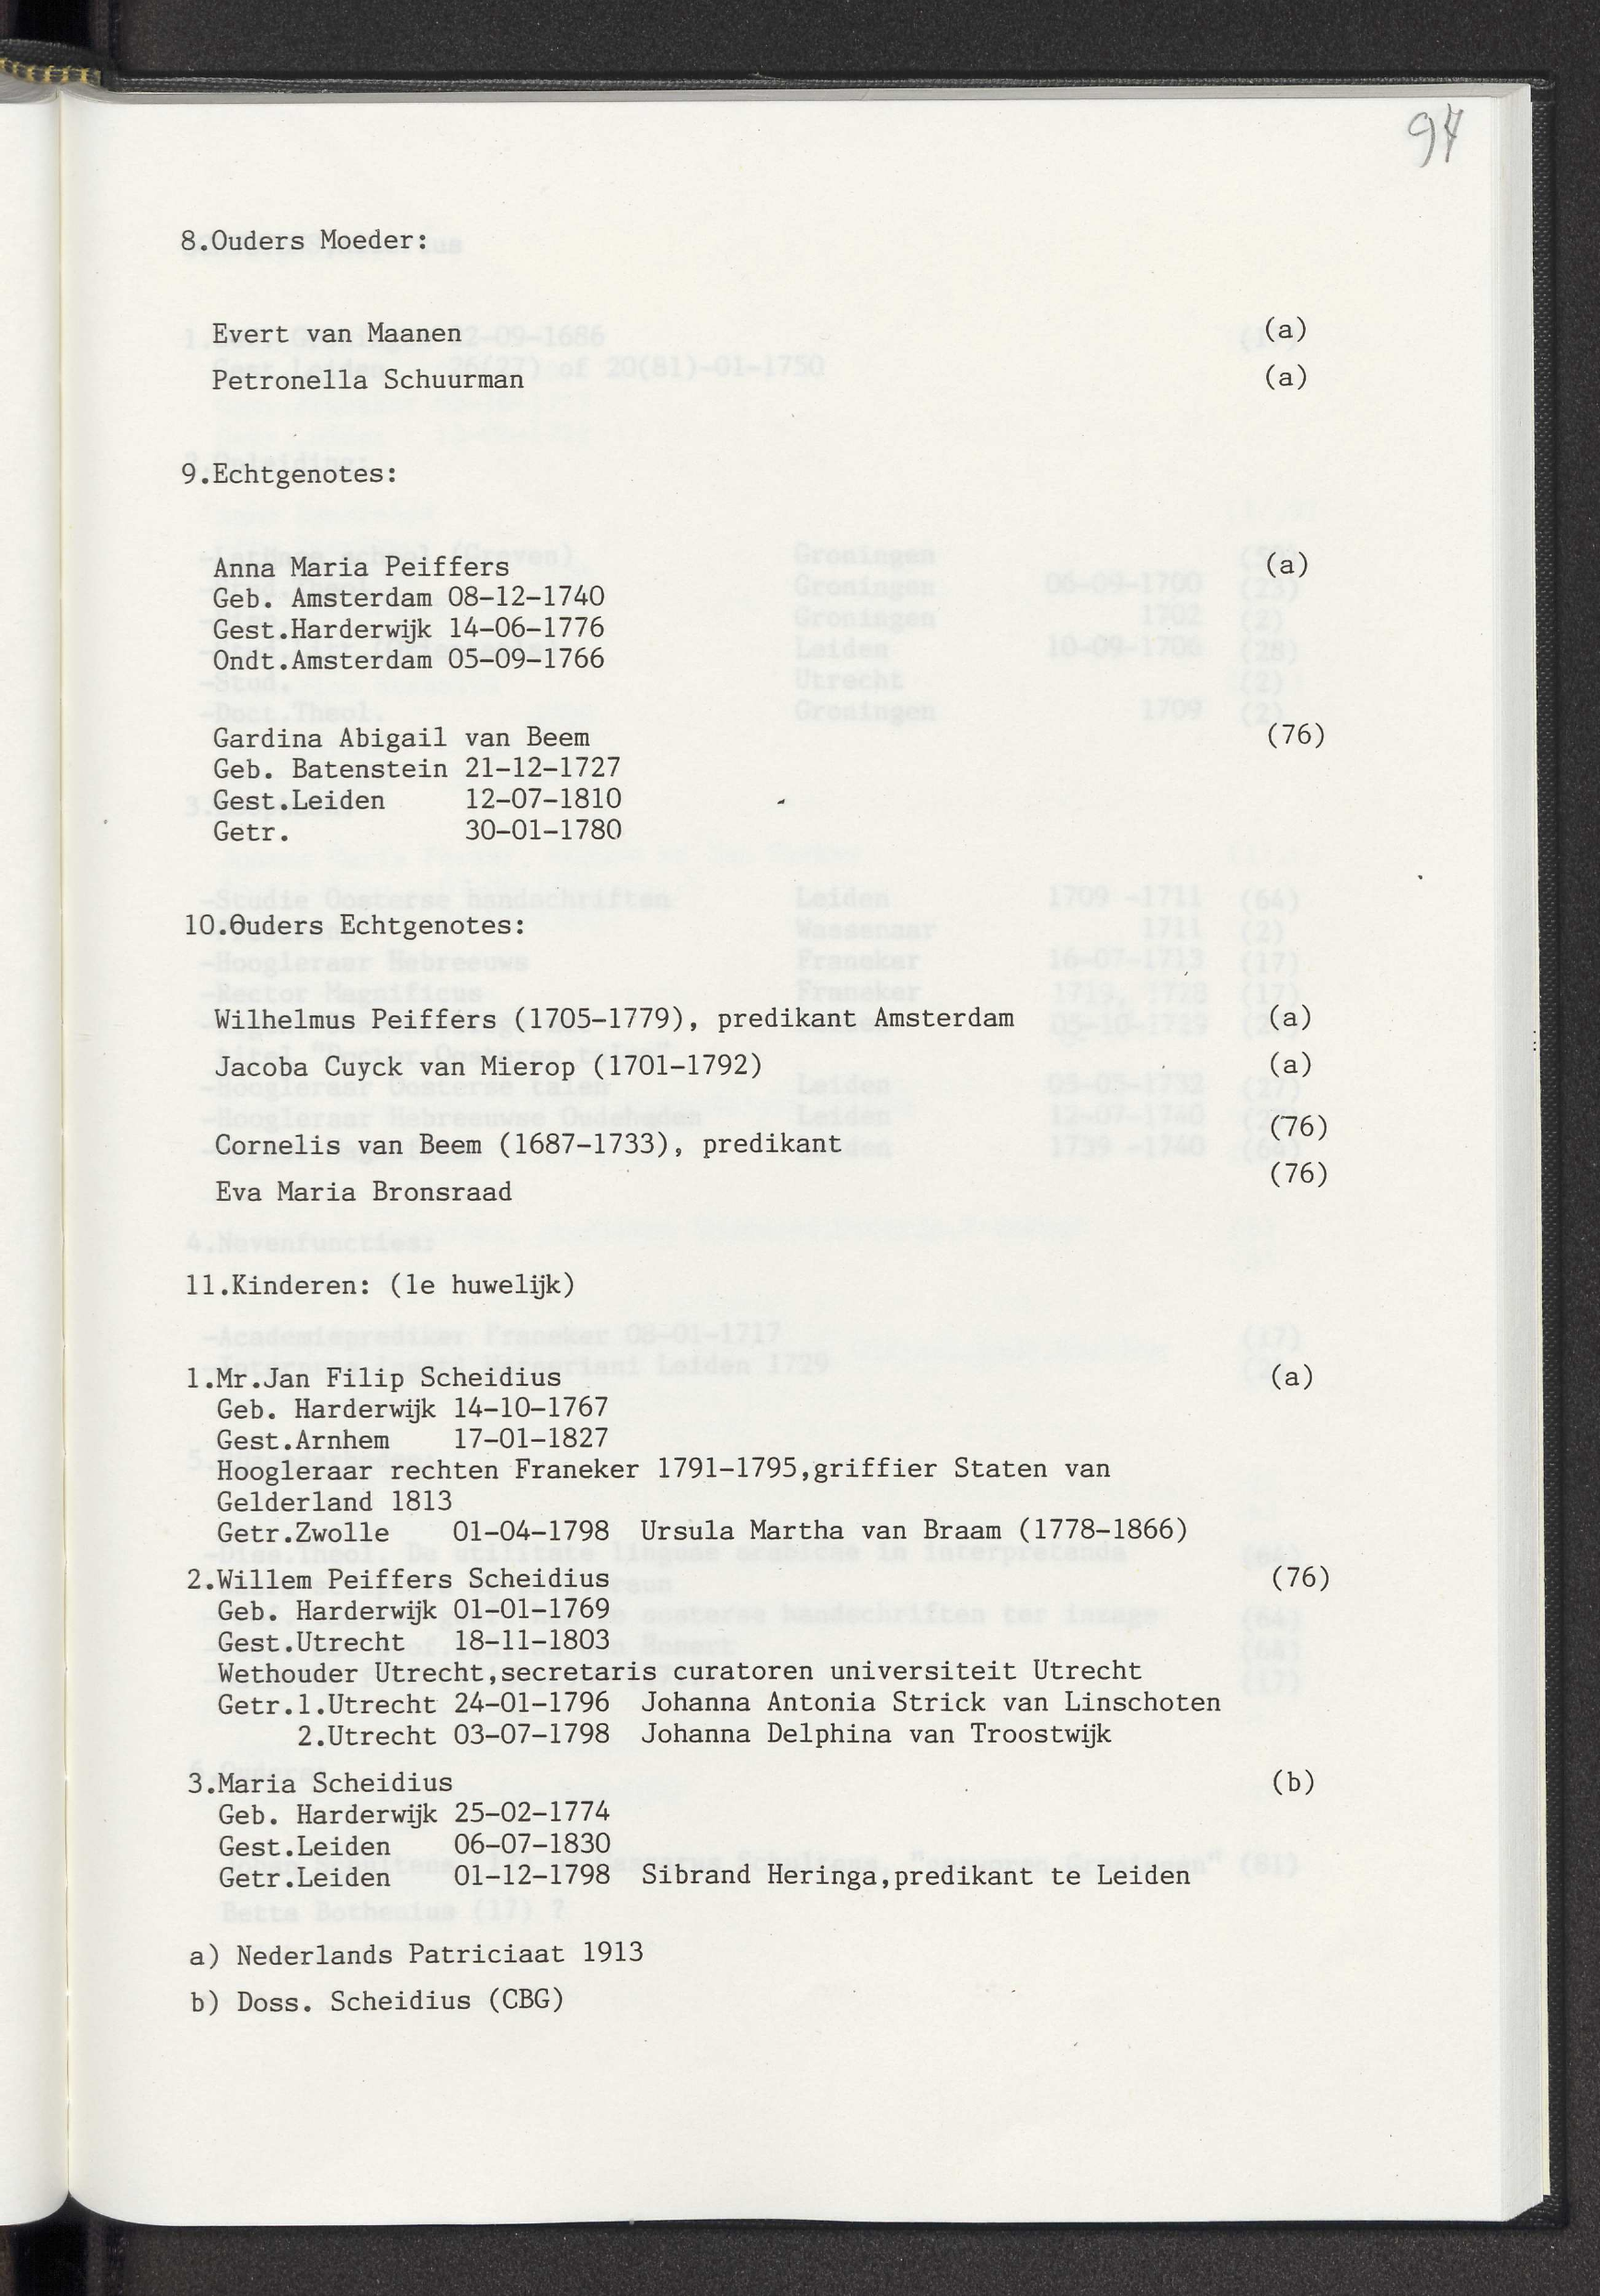 8.Ouders Moeder:
Evert van Maanen (a)
Petronella Schuurman (a)
9.Echtgenotes:
Anna Maria Peiffers (a)
Geb. Amsterdam 08-12-1740
Gest.Harderwijk 14-06-1776
Ondt.Amsterdam 05-09-1766
Gardina Abigail van Beem (76)
Geb. Batenstein 21-12-1727
Gest.Leiden 12-07-1810
Getr. 30-01-1780
10.Ouders Echtgenotes:
Wilhelmus Peiffers (1705-1779), predikant Amsterdam (a)
Jacoba Cuyck van Mierop (1701-1792) (a)
Cornelis van Beem (1687-1733), predikant (76)
Eva Maria Bronsraad (76)
11.Kinderen: (1e huwelijk)
1.Mr.Jan Filip Scheidius (a)
Geb. Harderwijk 14-10-1767
Gest.Arnhem 17-01-1827
Hoogleraar rechten Franeker 1791-1795,griffier Staten van
Gelderland 1813
Getr.Zwolle 01-04-1798 Ursula Martha van Braam (1778-1866)
2.Willem Peiffers Scheidius (76)
Geb. Harderwijk 01-01-1769
Gest.Utrecht 18-11-1803
Wethouder Utrecht,secretaris curatoren universiteit Utrecht
Getr.1.Utrecht 24-01-1796 Johanna Antonia Strick van Linschoten
2.Utrecht 03-07-1798 Johanna Delphina van Troostwijk
3.Maria Scheidius (b)
Geb. Harderwijk 25-02-1774
Gest.Leiden 06-07-1830
Getr.Leiden 01-12-1798 Sibrand Heringa,predikant te Leiden
a) Nederlands Patriciaat 1913
b) Doss. Scheidius (CBG)